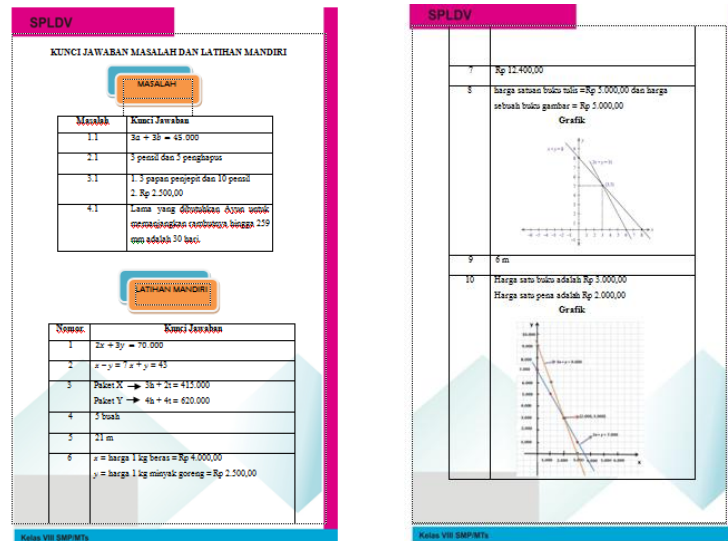 SPLDV
KUNCI JAWABAN MASALAH DAN LATIHAN MANDIRI
MASALAH
Masalah Kunci Jawaban
1.1 3a + 3b = 45.000
2.1 3 pensil dan 5 penghapus
3.1 1. 3 papan penjepit dan 10 pensil
2. Rp 2.500,00
4.1 Lama yang dibutuhkan Ayun untuk
memanjangkan rambutnya hingga 259
mm adalah 30 hari.
LATIHAN MANDIRI
Nomor Kunci Jawaban
1 2x + 3y = 70.000
2 x – y = 7 x + y = 43
3 Paket X → 3h + 2t = 415.000
Paket Y → 4h + 4t = 620.000
4 5 buah
5 21 m
6 x = harga 1 kg beras = Rp 4.000,00
y = harga 1 kg minyak goreng = Rp 2.500,00
Kelas VIII SMP/MTs
SPLDV
7 Rp 12.400,00
8 harga satuan buku tulis =Rp 5.000,00 dan harga
sebuah buku gambar = Rp 5.000,00
Grafik
9 6 m
10 Harga satu buku adalah Rp 3.000,00
Harga satu pena adalah Rp 2.000,00
Grafik
Kelas VIII SMP/MTs